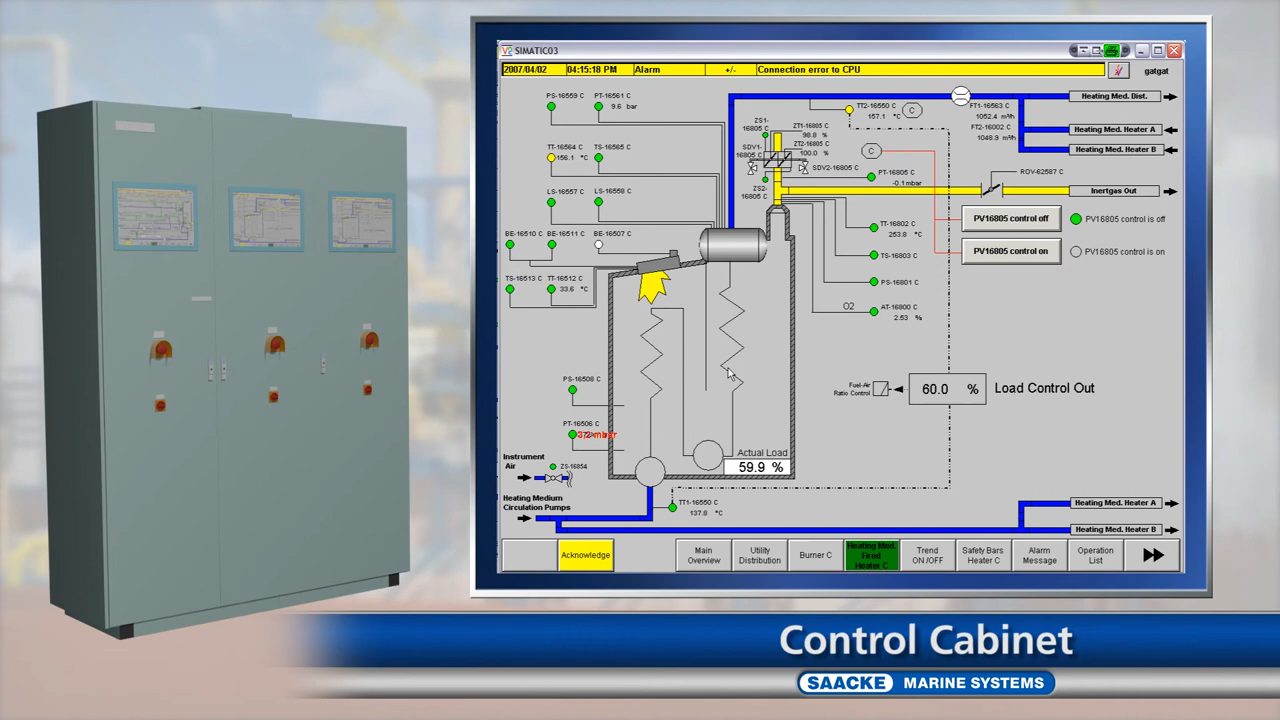 SIMATIC03
2007/04/02 04:15:18 PM Alarm +/- Connection error to CPU
gatgat
PS-16559 C
PT-16561 C
9.6 bar
TT-16564 C
156.1 °C
TS-16565 C
LS-16557 C
LS-16558 C
BE-16510 C
BE-16511 C
BE-16507 C
TS-16513 C
TT-16512 C
33.6 °C
PS-16508 C
PT-16506 C
Instrument
Air
ZS-16854
Heating Medium
Circulation Pumps
TT1-16550 C
137.8 °C
Actual Load
59.9 %
ZS1-
16805 C
ZT1-16805 C
98.8 %
ZT2-16805 C
100.0 %
SDV1-
16805 C
SDV2-16805 C
ZS2-
16805 C
TT2-16550 C
157.1 °C
C
C
PT-16805 C
-0.1 mbar
TT-16802 C
253.8 °C
TS-16803 C
PS-16801 C
O2
AT-16800 C
2.53 %
FT1-16563 C
1052.4 m³/h
FT2-16002 C
1048.9 m³/h
Heating Med. Dist.
Heating Med. Heater A
Heating Med. Heater B
ROV-62587 C
Inertgas Out
PV16805 control off
PV16805 control is off
PV16805 control on
PV16805 control is on
Fuel-Air
Ratio Control
60.0 %
Load Control Out
Heating Med. Heater A
Heating Med. Heater B
Acknowledge
Main
Overview
Utility
Distribution
Burner C
Heating Med.
Fired
Heater C
Trend
ON /OFF
Safety Bars
Heater C
Alarm
Message
Operation
List
Control Cabinet
SAACKE MARINE SYSTEMS